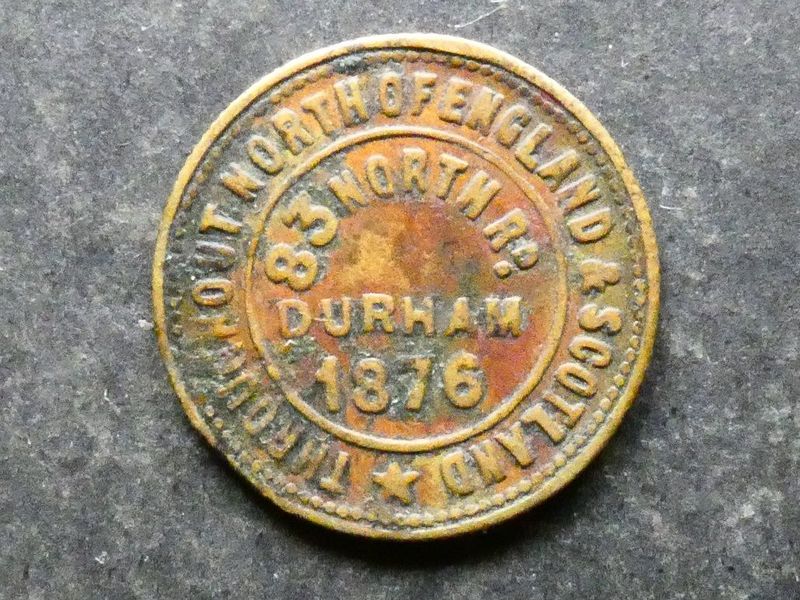 THROUGHOUT NORTH OF ENGLAND & SCOTLAND
83 NORTH RD.
DURHAM
1876